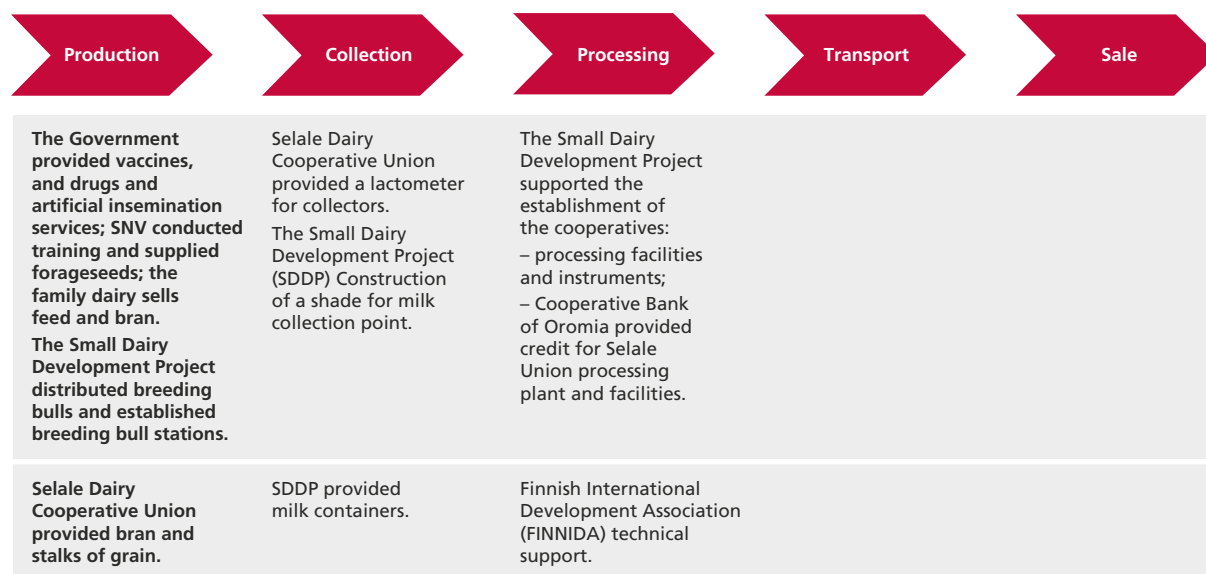 Production
Collection
Processing
Transport
Sale
The Government
provided vaccines,
and drugs and
artificial insemination
services; SNV conducted
training and supplied
forageseeds; the
family dairy sells
feed and bran.
The Small Dairy
Development Project
distributed breeding
bulls and established
breeding bull stations.
Selale Dairy
Cooperative Union
provided a lactometer
for collectors.
The Small Dairy
Development Project
(SDDP) Construction
of a shade for milk
collection point.
The Small Dairy
Development Project
supported the
establishment of
the cooperatives:
– processing facilities
and instruments;
– Cooperative Bank
of Oromia provided
credit for Selale
Union processing
plant and facilities.
Selale Dairy
Cooperative Union
provided bran and
stalks of grain.
SDDP provided
milk containers.
Finnish International
Development Association
(FINNIDA) technical
support.